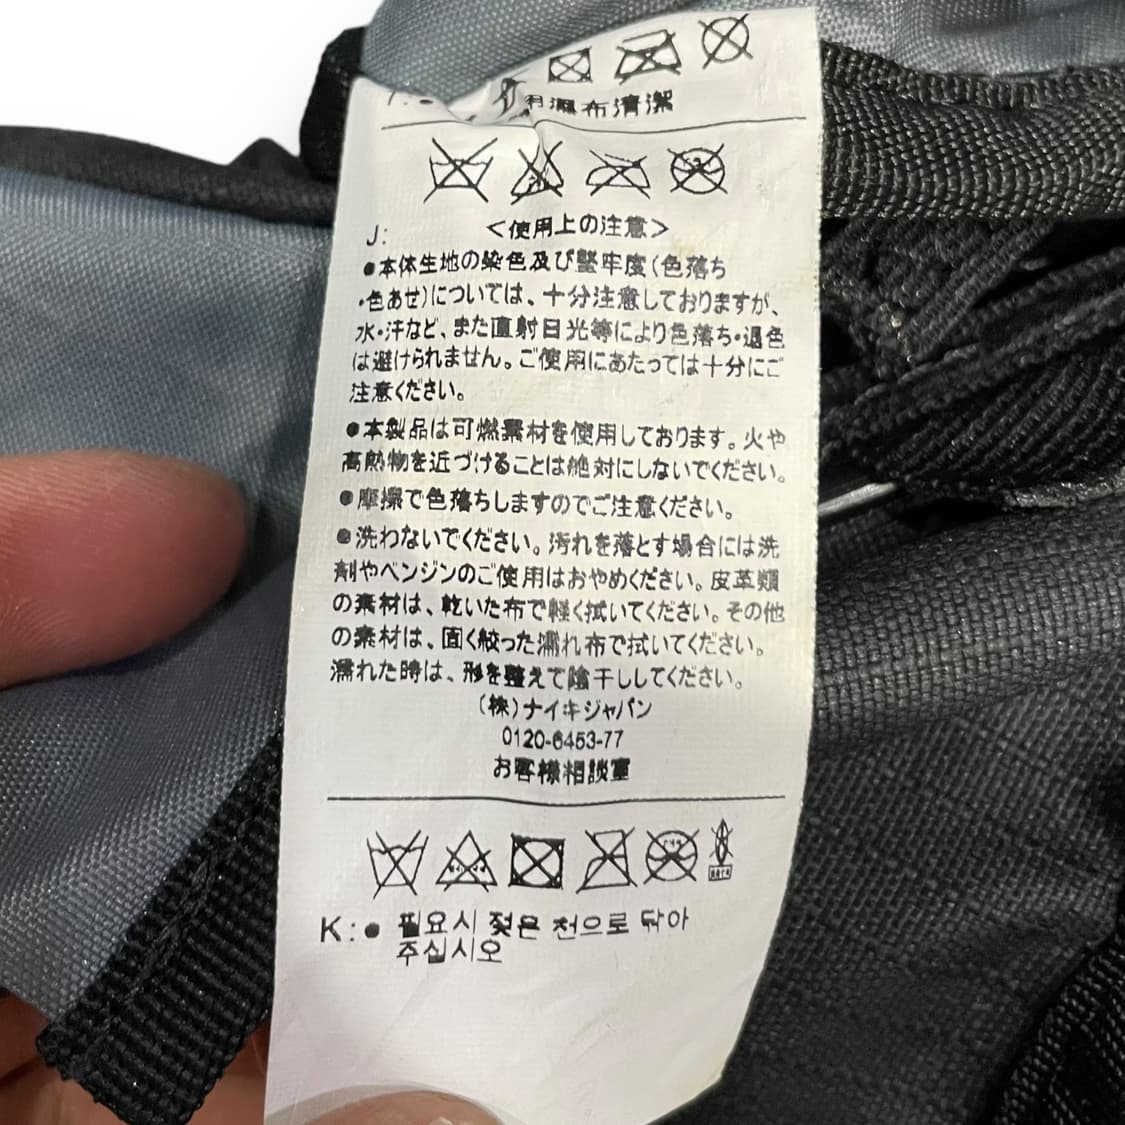 用濕布清潔
J: ＜使用上の注意＞
●本体生地の染色及び堅牢度（色落ち
・色あせ）については、十分注意しておりますが、
水・汗など、また直射日光等により色落ち・退色
は避けられません。ご使用にあたっては十分にご
注意ください。
●本製品は可燃素材を使用しております。火や
高熱物を近づけることは絶対にしないでください。
●摩擦で色落ちしますのでご注意ください。
●洗わないでください。汚れを落とす場合には洗
剤やベンジンのご使用はおやめください。皮革類
の素材は、乾いた布で軽く拭いてください。その他
の素材は、固く絞った濡れ布で拭いてください。
濡れた時は、形を整えて陰干ししてください。
（株）ナイキジャパン
0120-6453-77
お客様相談室
K:● 필요시 젖은 천으로 닦아
주십시오